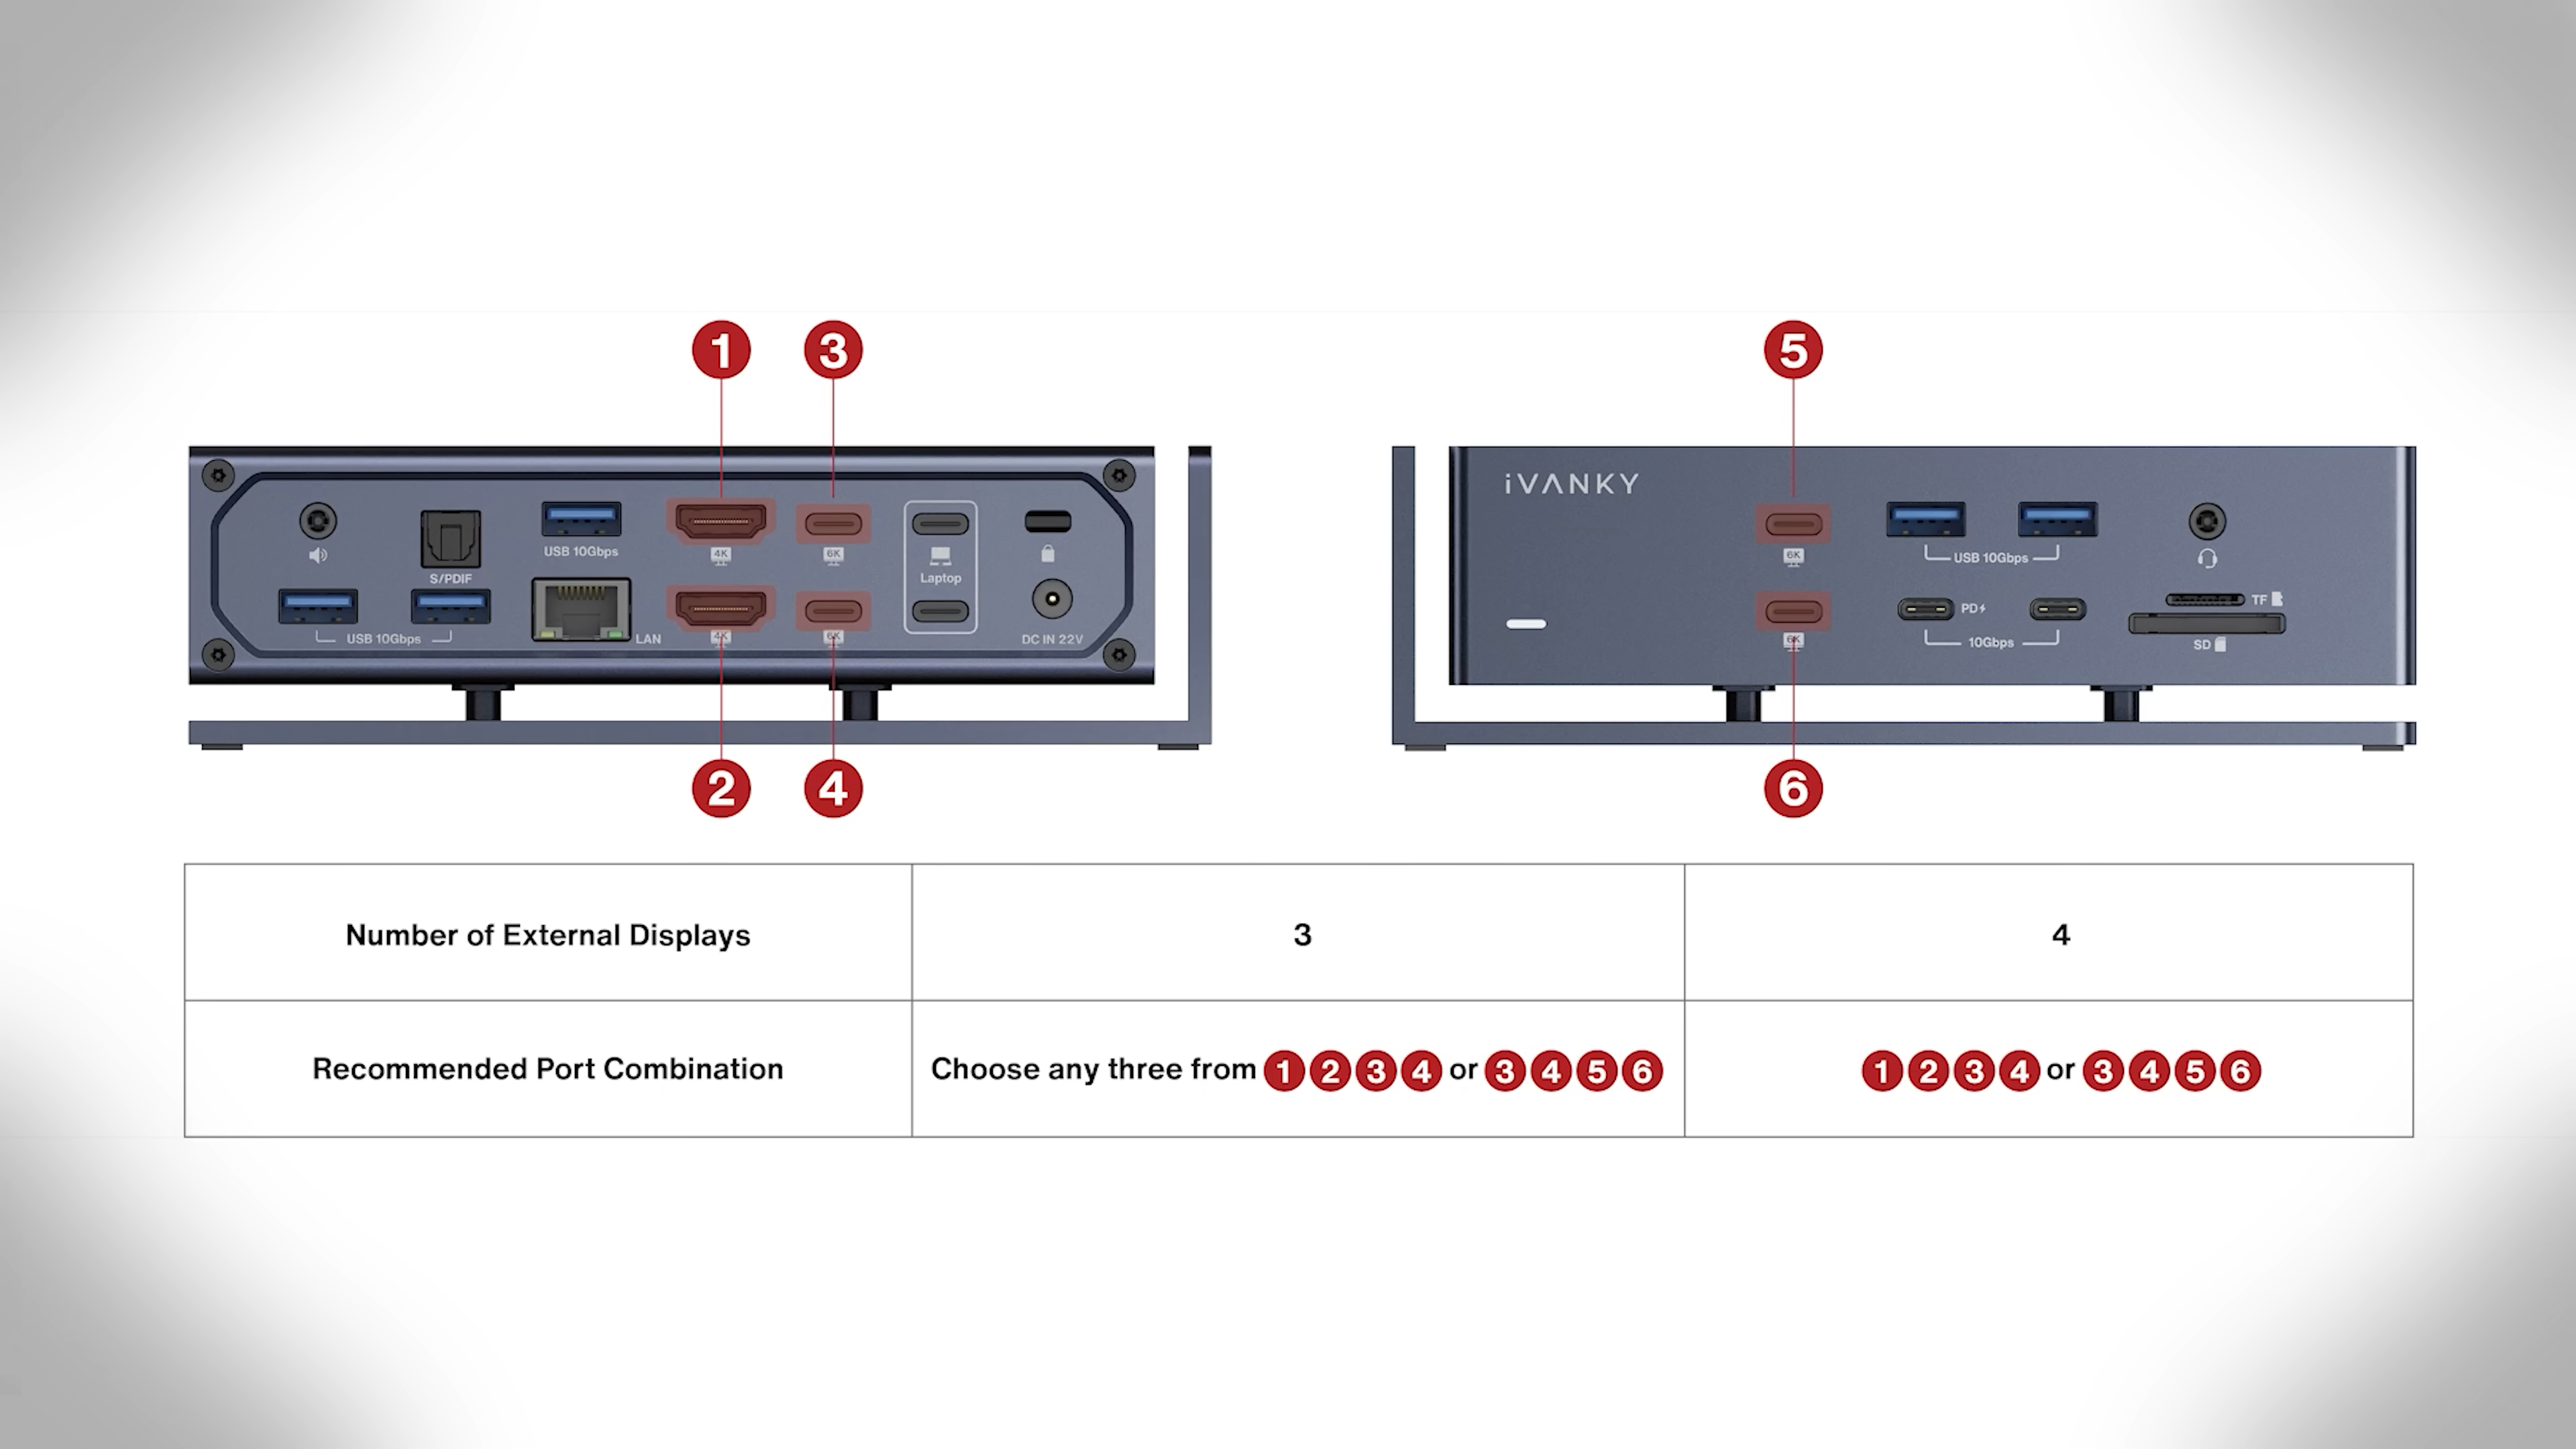 1
3
5
iVANKY
USB 10Gbps
4K
6K
6K
USB 10Gbps
S/PDIF
Laptop
TF
PD
USB 10Gbps
LAN
4K
6K
DC IN 22V
6K
10Gbps
SD
2
4
6
Number of External Displays
3
4
Recommended Port Combination
Choose any three from 1 2 3 4 or 3 4 5 6
1 2 3 4 or 3 4 5 6